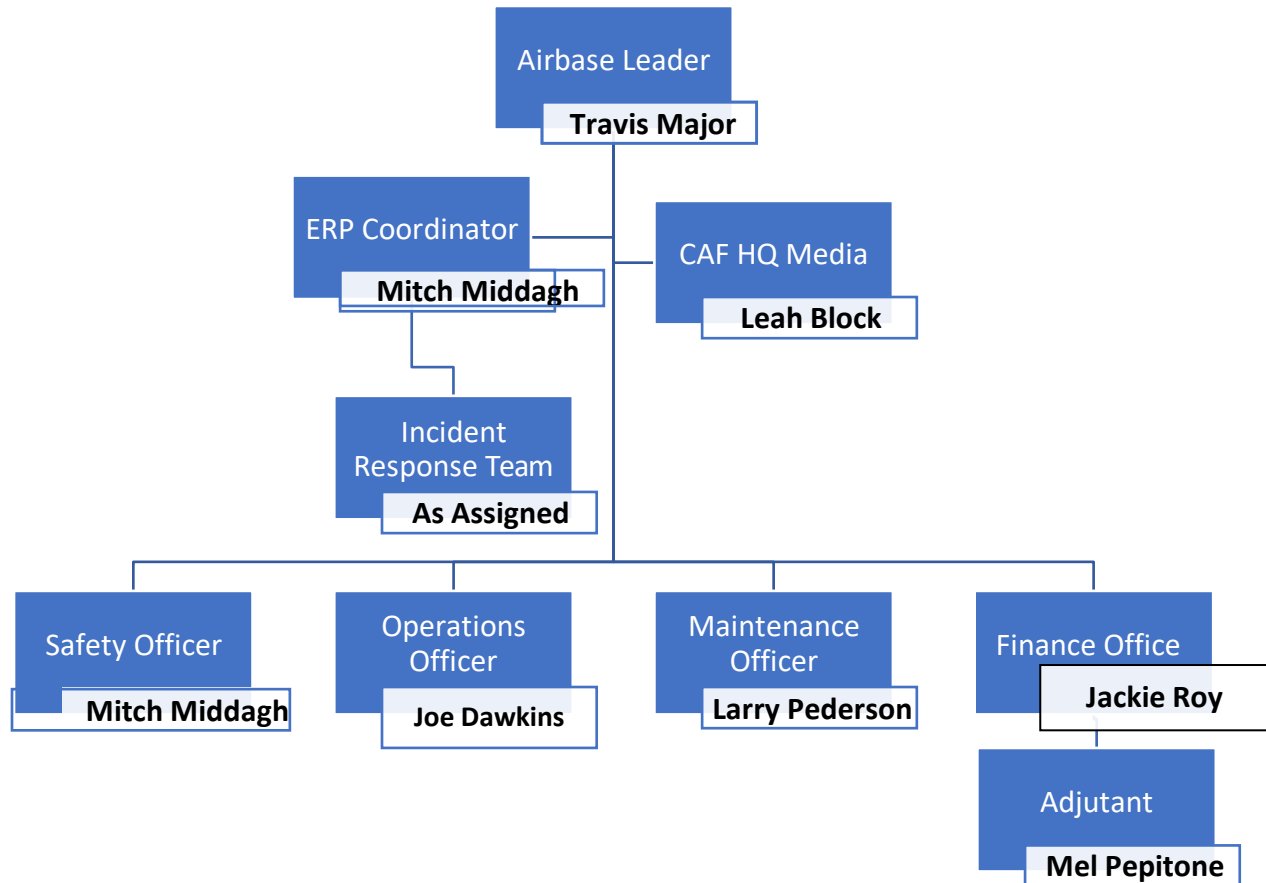 Airbase Leader
Travis Major
ERP Coordinator
Mitch Middagh
CAF HQ Media
Leah Block
Incident
Response Team
As Assigned
Safety Officer
Mitch Middagh
Operations
Officer
Joe Dawkins
Maintenance
Officer
Larry Pederson
Finance Office
Jackie Roy
Adjutant
Mel Pepitone